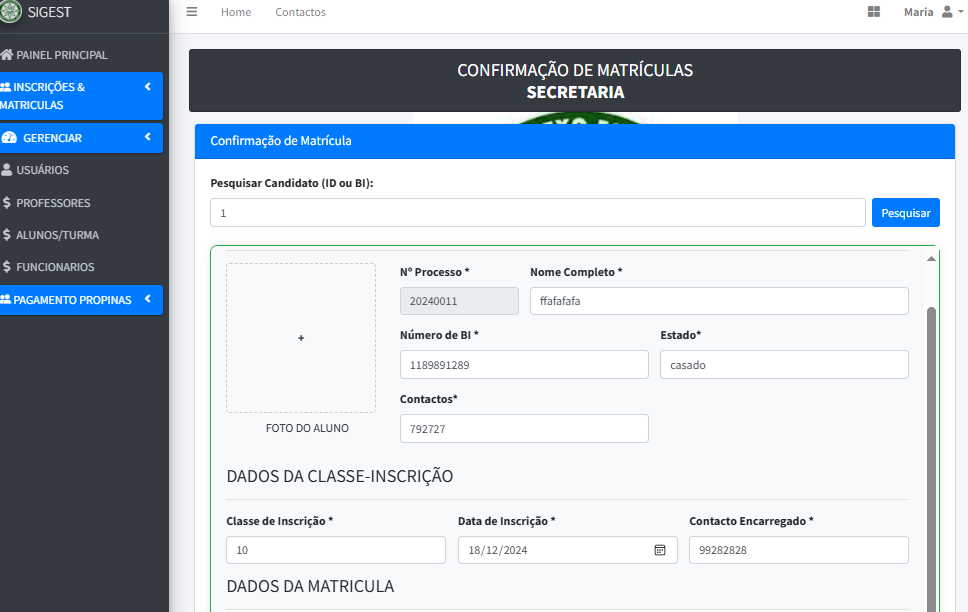 SIGEST
Home
Contactos
Maria
PAINEL PRINCIPAL
INSCRIÇÕES &
MATRICULAS
GERENCIAR
USUÁRIOS
PROFESSORES
ALUNOS/TURMA
FUNCIONARIOS
PAGAMENTO PROPINAS
CONFIRMAÇÃO DE MATRÍCULAS
SECRETARIA
Confirmação de Matrícula
Pesquisar Candidato (ID ou BI):
1
Pesquisar
+
FOTO DO ALUNO
Nº Processo *
Nome Completo *
20240011
ffafafafa
Número de BI *
Estado*
1189891289
casado
Contactos*
792727
DADOS DA CLASSE-INSCRIÇÃO
Classe de Inscrição *
Data de Inscrição *
Contacto Encarregado *
10
18/12/2024
99282828
DADOS DA MATRICULA